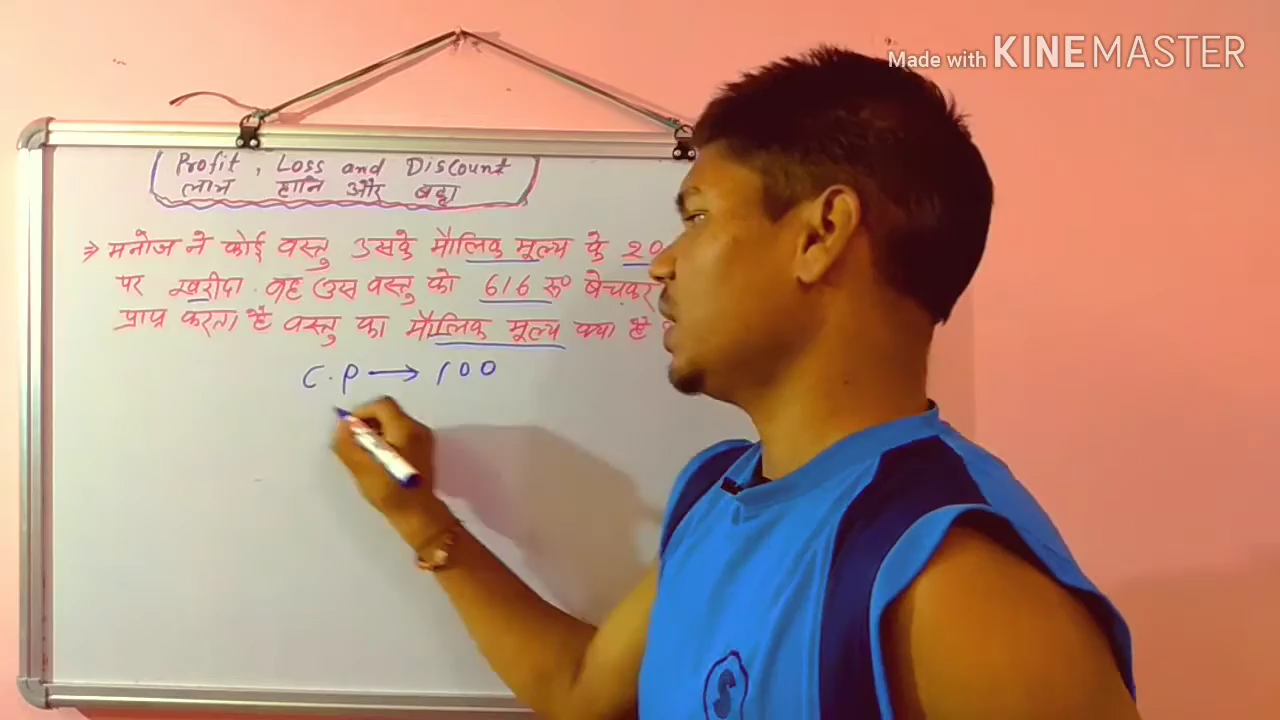 Made with KINEMASTER
Profit, Loss and Discount
लाभ हानि और बट्टा
⇒ मनोज ने कोई वस्तु उसके मौलिक मूल्य के 20
पर खरीदा. वह उस वस्तु को 616 रू० बेचकर
प्राप्त करता है वस्तु का मौलिक मूल्य क्या है
C.P → 100